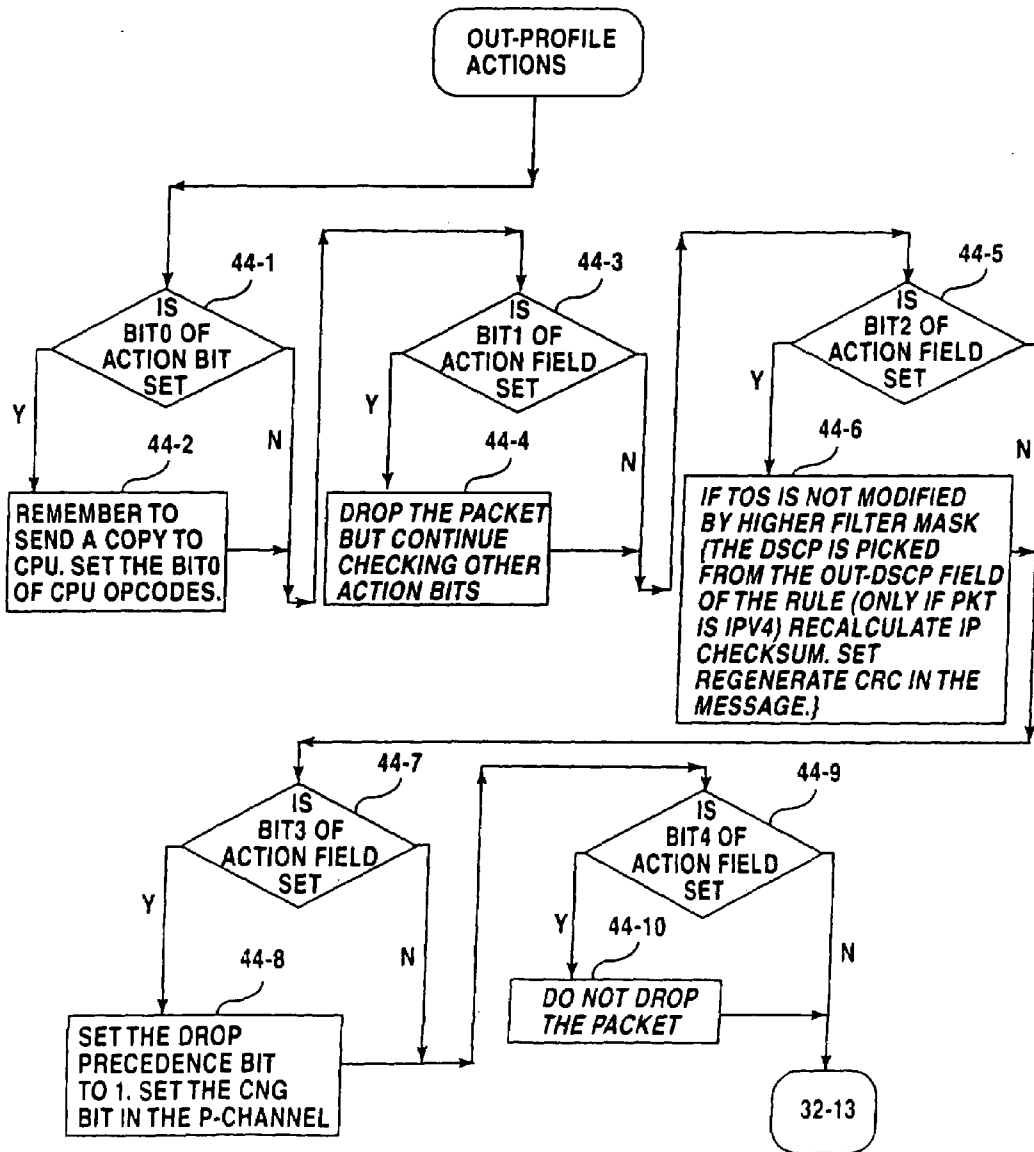 OUT-PROFILE
ACTIONS
44-1
IS
BIT0 OF
ACTION BIT
SET
Y
N
44-2
REMEMBER TO
SEND A COPY TO
CPU. SET THE BIT0
OF CPU OPCODES.
44-3
IS
BIT1 OF
ACTION FIELD
SET
Y
N
44-4
DROP THE PACKET
BUT CONTINUE
CHECKING OTHER
ACTION BITS
44-5
IS
BIT2 OF
ACTION FIELD
SET
Y
N
44-6
IF TOS IS NOT MODIFIED
BY HIGHER FILTER MASK
{THE DSCP IS PICKED
FROM THE OUT-DSCP FIELD
OF THE RULE (ONLY IF PKT
IS IPV4) RECALCULATE IP
CHECKSUM. SET
REGENERATE CRC IN THE
MESSAGE.}
44-7
IS
BIT3 OF
ACTION FIELD
SET
Y
N
44-8
SET THE DROP
PRECEDENCE BIT
TO 1. SET THE CNG
BIT IN THE P-CHANNEL
44-9
IS
BIT4 OF
ACTION FIELD
SET
Y
N
44-10
DO NOT DROP
THE PACKET
32-13